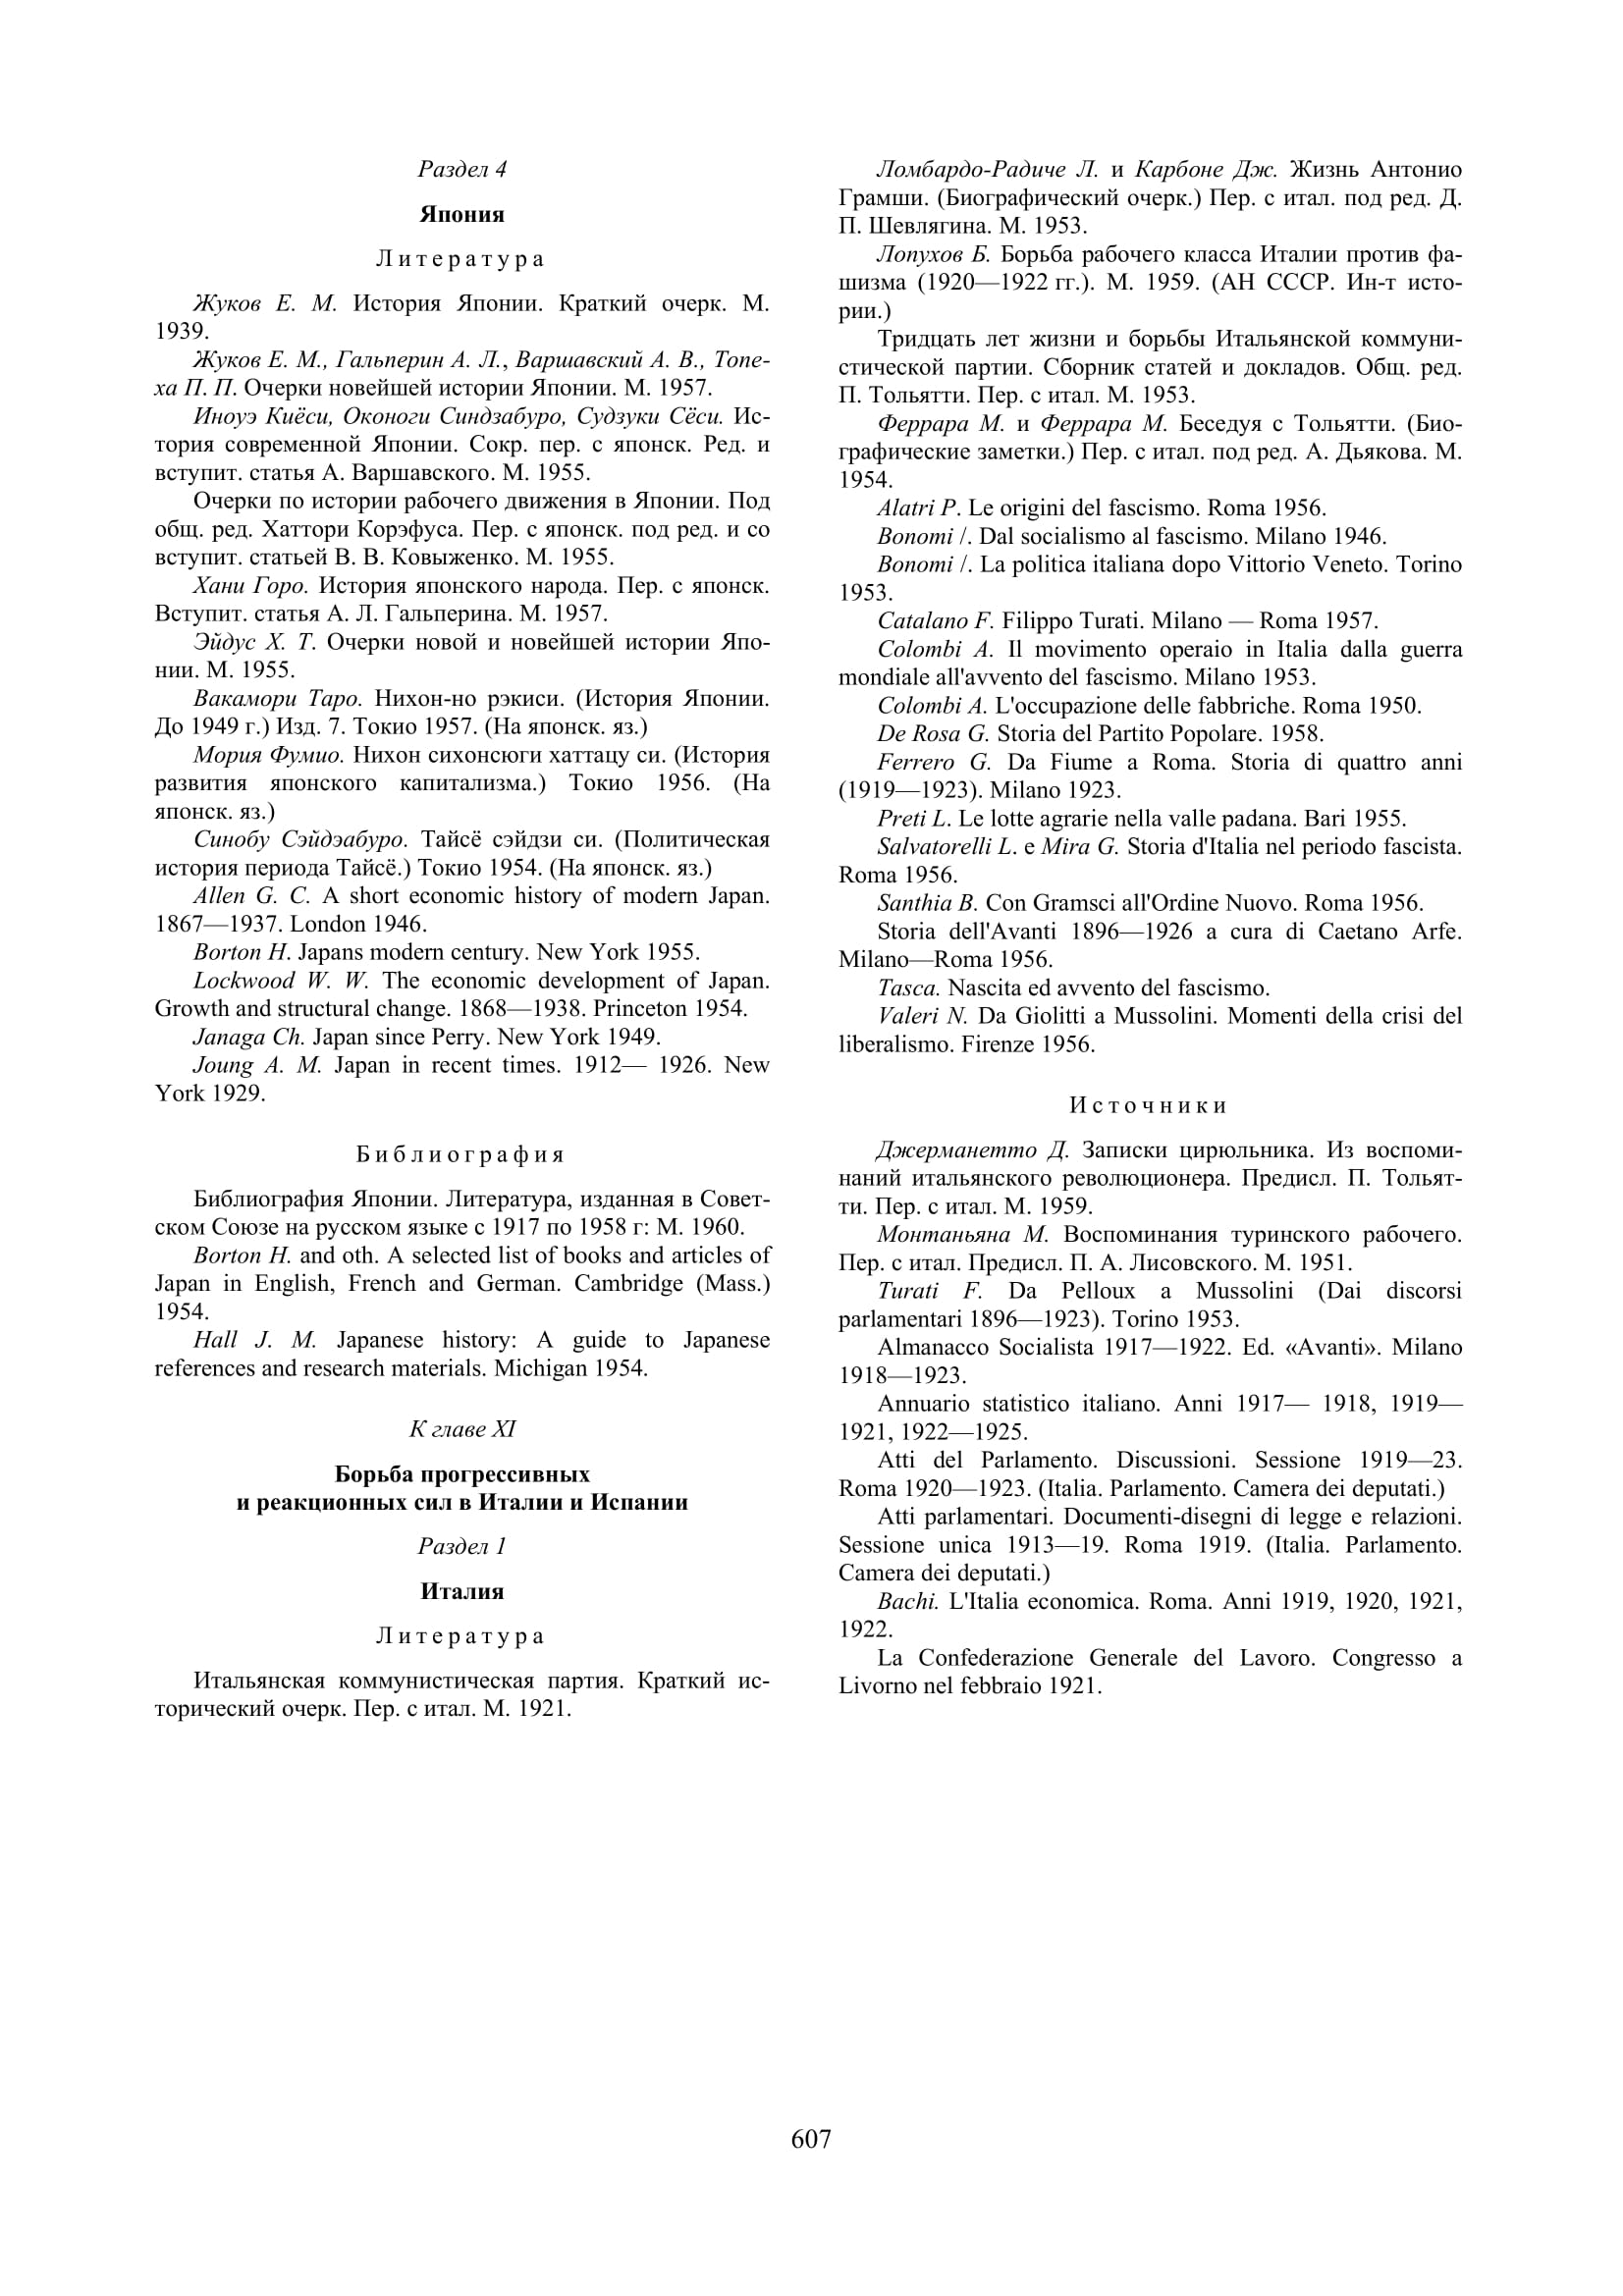 Раздел 4
Япония
Литература
Жуков Е. М. История Японии. Краткий очерк. М.
1939.
Жуков Е. М., Гальперин А. Л., Варшавский А. В., Топе-
ха П. П. Очерки новейшей истории Японии. М. 1957.
Иноуэ Киёси, Оконоги Синдзабуро, Судзуки Сёси. Ис-
тория современной Японии. Сокр. пер. с японск. Ред. и
вступит. статья А. Варшавского. М. 1955.
Очерки по истории рабочего движения в Японии. Под
общ. ред. Хаттори Корэфуса. Пер. с японск. под ред. и со
вступит. статьей В. В. Ковыженко. М. 1955.
Хани Горо. История японского народа. Пер. с японск.
Вступит. статья А. Л. Гальперина. М. 1957.
Эйдус Х. Т. Очерки новой и новейшей истории Япо-
нии. М. 1955.
Вакамори Таро. Нихон-но рэкиси. (История Японии.
До 1949 г.) Изд. 7. Токио 1957. (На японск. яз.)
Мория Фумио. Нихон сихонсюги хаттацу си. (История
развития японского капитализма.) Токио 1956. (На
японск. яз.)
Синобу Сэйдзабуро. Тайсё сэйдзи си. (Политическая
история периода Тайсё.) Токио 1954. (На японск. яз.)
Allen G. C. A short economic history of modern Japan.
1867—1937. London 1946.
Borton H. Japans modern century. New York 1955.
Lockwood W. W. The economic development of Japan.
Growth and structural change. 1868—1938. Princeton 1954.
Janaga Ch. Japan since Perry. New York 1949.
Joung A. M. Japan in recent times. 1912— 1926. New
York 1929.
Библиография
Библиография Японии. Литература, изданная в Совет-
ском Союзе на русском языке с 1917 по 1958 г: М. 1960.
Borton H. and oth. A selected list of books and articles of
Japan in English, French and German. Cambridge (Mass.)
1954.
Hall J. M. Japanese history: A guide to Japanese
references and research materials. Michigan 1954.
К главе XI
Борьба прогрессивных
и реакционных сил в Италии и Испании
Раздел 1
Италия
Литература
Итальянская коммунистическая партия. Краткий ис-
торический очерк. Пер. с итал. М. 1921.
Ломбардо-Радиче Л. и Карбоне Дж. Жизнь Антонио
Грамши. (Биографический очерк.) Пер. с итал. под ред. Д.
П. Шевлягина. М. 1953.
Лопухов Б. Борьба рабочего класса Италии против фа-
шизма (1920—1922 гг.). М. 1959. (АН СССР. Ин-т исто-
рии.)
Тридцать лет жизни и борьбы Итальянской коммуни-
стической партии. Сборник статей и докладов. Общ. ред.
П. Тольятти. Пер. с итал. М. 1953.
Феррара М. и Феррара М. Беседуя с Тольятти. (Био-
графические заметки.) Пер. с итал. под ред. А. Дьякова. М.
1954.
Alatri P. Le origini del fascismo. Roma 1956.
Bonomi /. Dal socialismo al fascismo. Milano 1946.
Bonomi /. La politica italiana dopo Vittorio Veneto. Torino
1953.
Catalano F. Filippo Turati. Milano — Roma 1957.
Colombi A. Il movimento operaio in Italia dalla guerra
mondiale all'avvento del fascismo. Milano 1953.
Colombi A. L'occupazione delle fabbriche. Roma 1950.
De Rosa G. Storia del Partito Popolare. 1958.
Ferrero G. Da Fiume a Roma. Storia di quattro anni
(1919—1923). Milano 1923.
Preti L. Le lotte agrarie nella valle padana. Bari 1955.
Salvatorelli L. e Mira G. Storia d'Italia nel periodo fascista.
Roma 1956.
Santhia B. Con Gramsci all'Ordine Nuovo. Roma 1956.
Storia dell'Avanti 1896—1926 a cura di Caetano Arfe.
Milano—Roma 1956.
Tasca. Nascita ed avvento del fascismo.
Valeri N. Da Giolitti a Mussolini. Momenti della crisi del
liberalismo. Firenze 1956.
Источники
Джерманетто Д. Записки цирюльника. Из воспоми-
наний итальянского революционера. Предисл. П. Тольят-
ти. Пер. с итал. М. 1959.
Монтаньяна М. Воспоминания туринского рабочего.
Пер. с итал. Предисл. П. А. Лисовского. М. 1951.
Turati F. Da Pelloux a Mussolini (Dai discorsi
parlamentari 1896—1923). Torino 1953.
Almanacco Socialista 1917—1922. Ed. «Avanti». Milano
1918—1923.
Annuario statistico italiano. Anni 1917— 1918, 1919—
1921, 1922—1925.
Atti del Parlamento. Discussioni. Sessione 1919—23.
Roma 1920—1923. (Italia. Parlamento. Camera dei deputati.)
Atti parlamentari. Documenti-disegni di legge e relazioni.
Sessione unica 1913—19. Roma 1919. (Italia. Parlamento.
Camera dei deputati.)
Bachi. L'Italia economica. Roma. Anni 1919, 1920, 1921,
1922.
La Confederazione Generale del Lavoro. Congresso a
Livorno nel febbraio 1921.
607